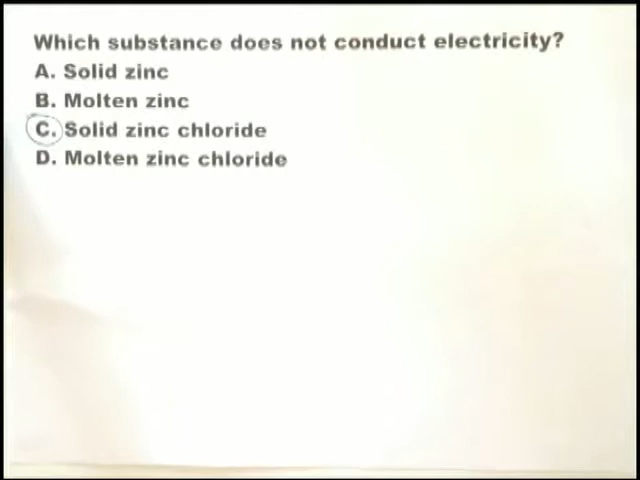 Which substance does not conduct electricity?
A. Solid zinc
B. Molten zinc
C. Solid zinc chloride
D. Molten zinc chloride